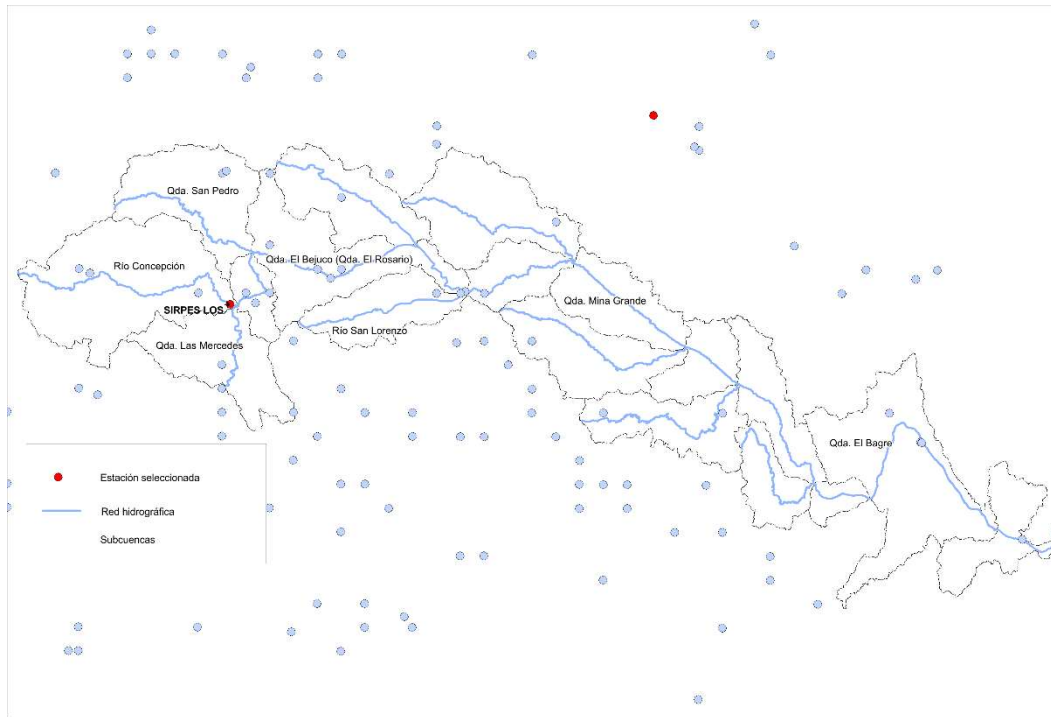 Qda. San Pedro
Qda. El Bejuco (Qda. El Rosario)
Río Concepción
Qda. Mina Grande
SIRPES LOS
Río San Lorenzo
Qda. Las Mercedes
Qda. El Bagre
Estación seleccionada
Red hidrográfica
Subcuencas